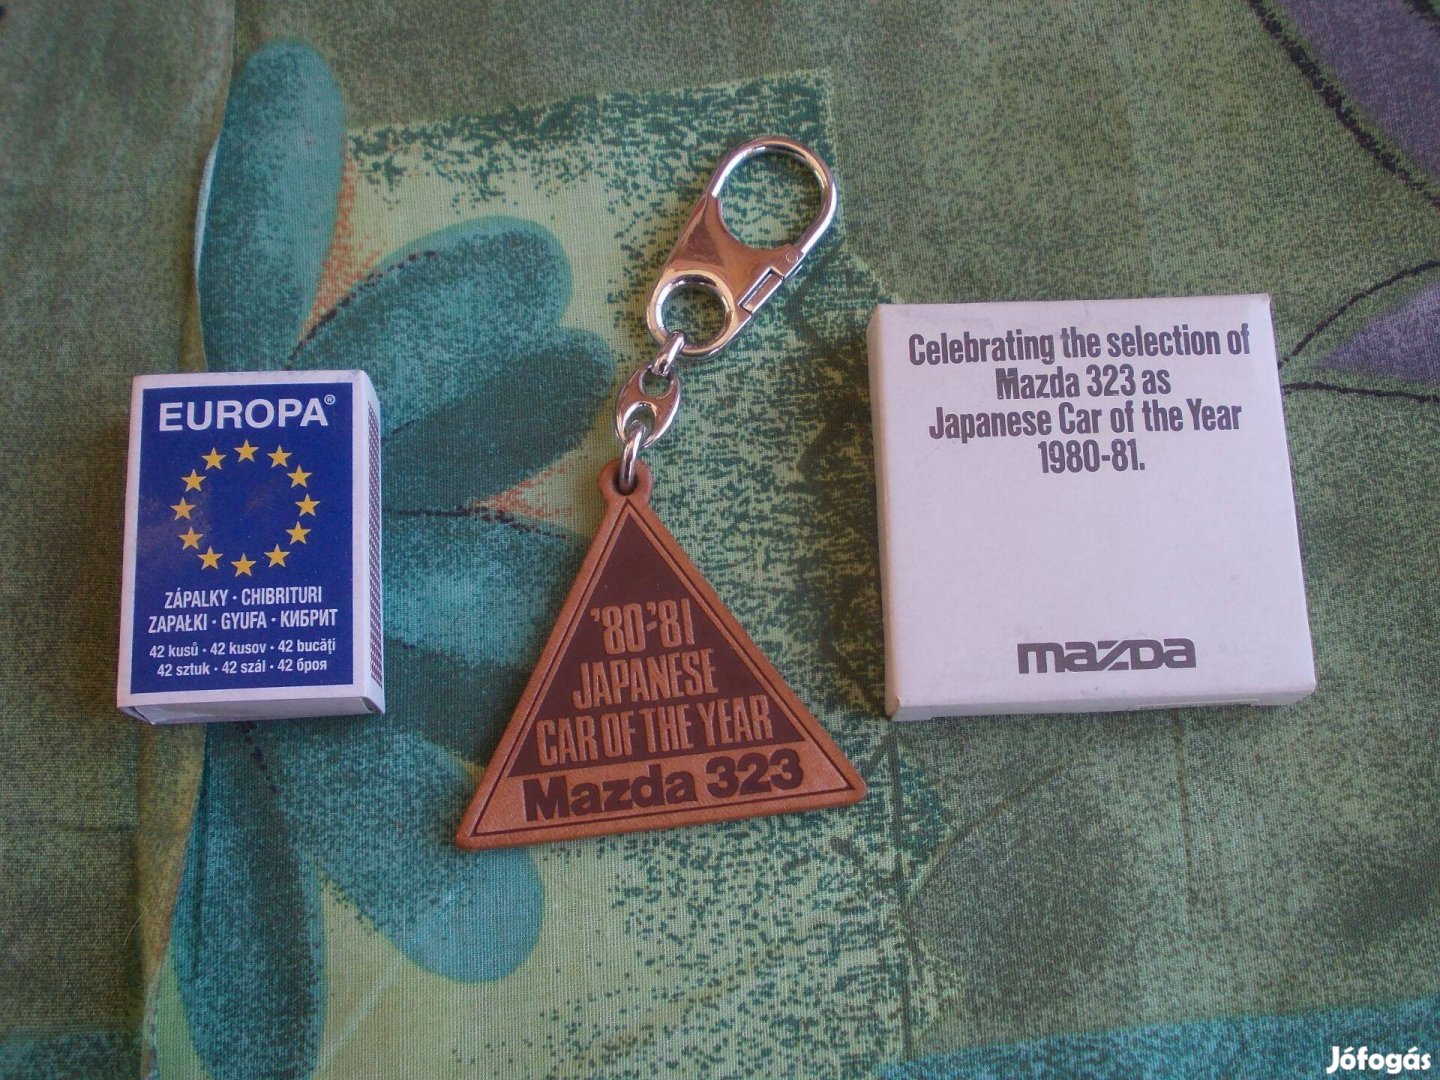 EUROPA®
ZÁPALKY · CHIBRITURI
ZAPAŁKI · GYUFA · КИБРИТ
42 kusů · 42 kusov · 42 bucăți
42 sztuk · 42 szál · 42 броя
'80-'81
JAPANESE
CAR OF THE YEAR
Mazda 323
Celebrating the selection of
Mazda 323 as
Japanese Car of the Year
1980-81.
mazda
Jófogás